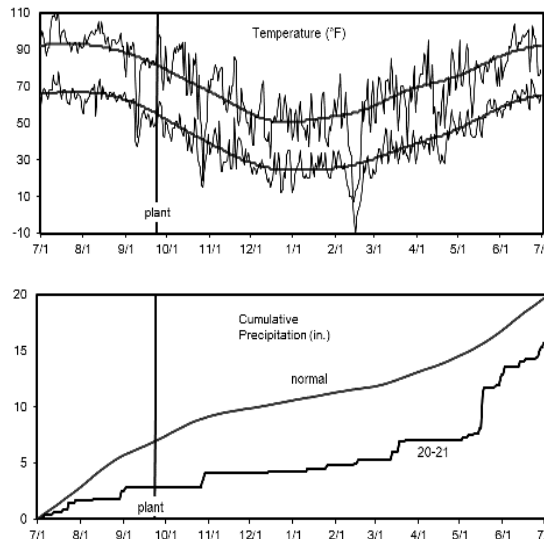 110
Temperature (°F)
90
70
50
30
10
plant
-10
7/1 8/1 9/1 10/1 11/1 12/1 1/1 2/1 3/1 4/1 5/1 6/1 7/
20
Cumulative
Precipitation (in.)
15
normal
10
5
20-21
plant
0
7/1 8/1 9/1 10/1 11/1 12/1 1/1 2/1 3/1 4/1 5/1 6/1 7/1